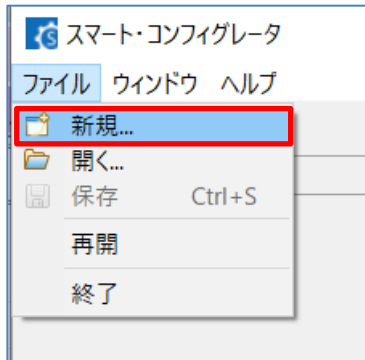 スマート・コンフィグレータ
ファイル ウィンドウ ヘルプ
新規...
開く...
保存 Ctrl+S
再開
終了